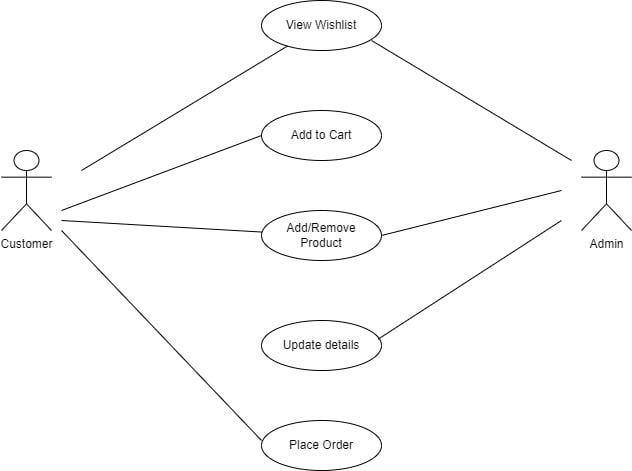 View Wishlist
Add to Cart
Customer
Admin
Add/Remove
Product
Update details
Place Order